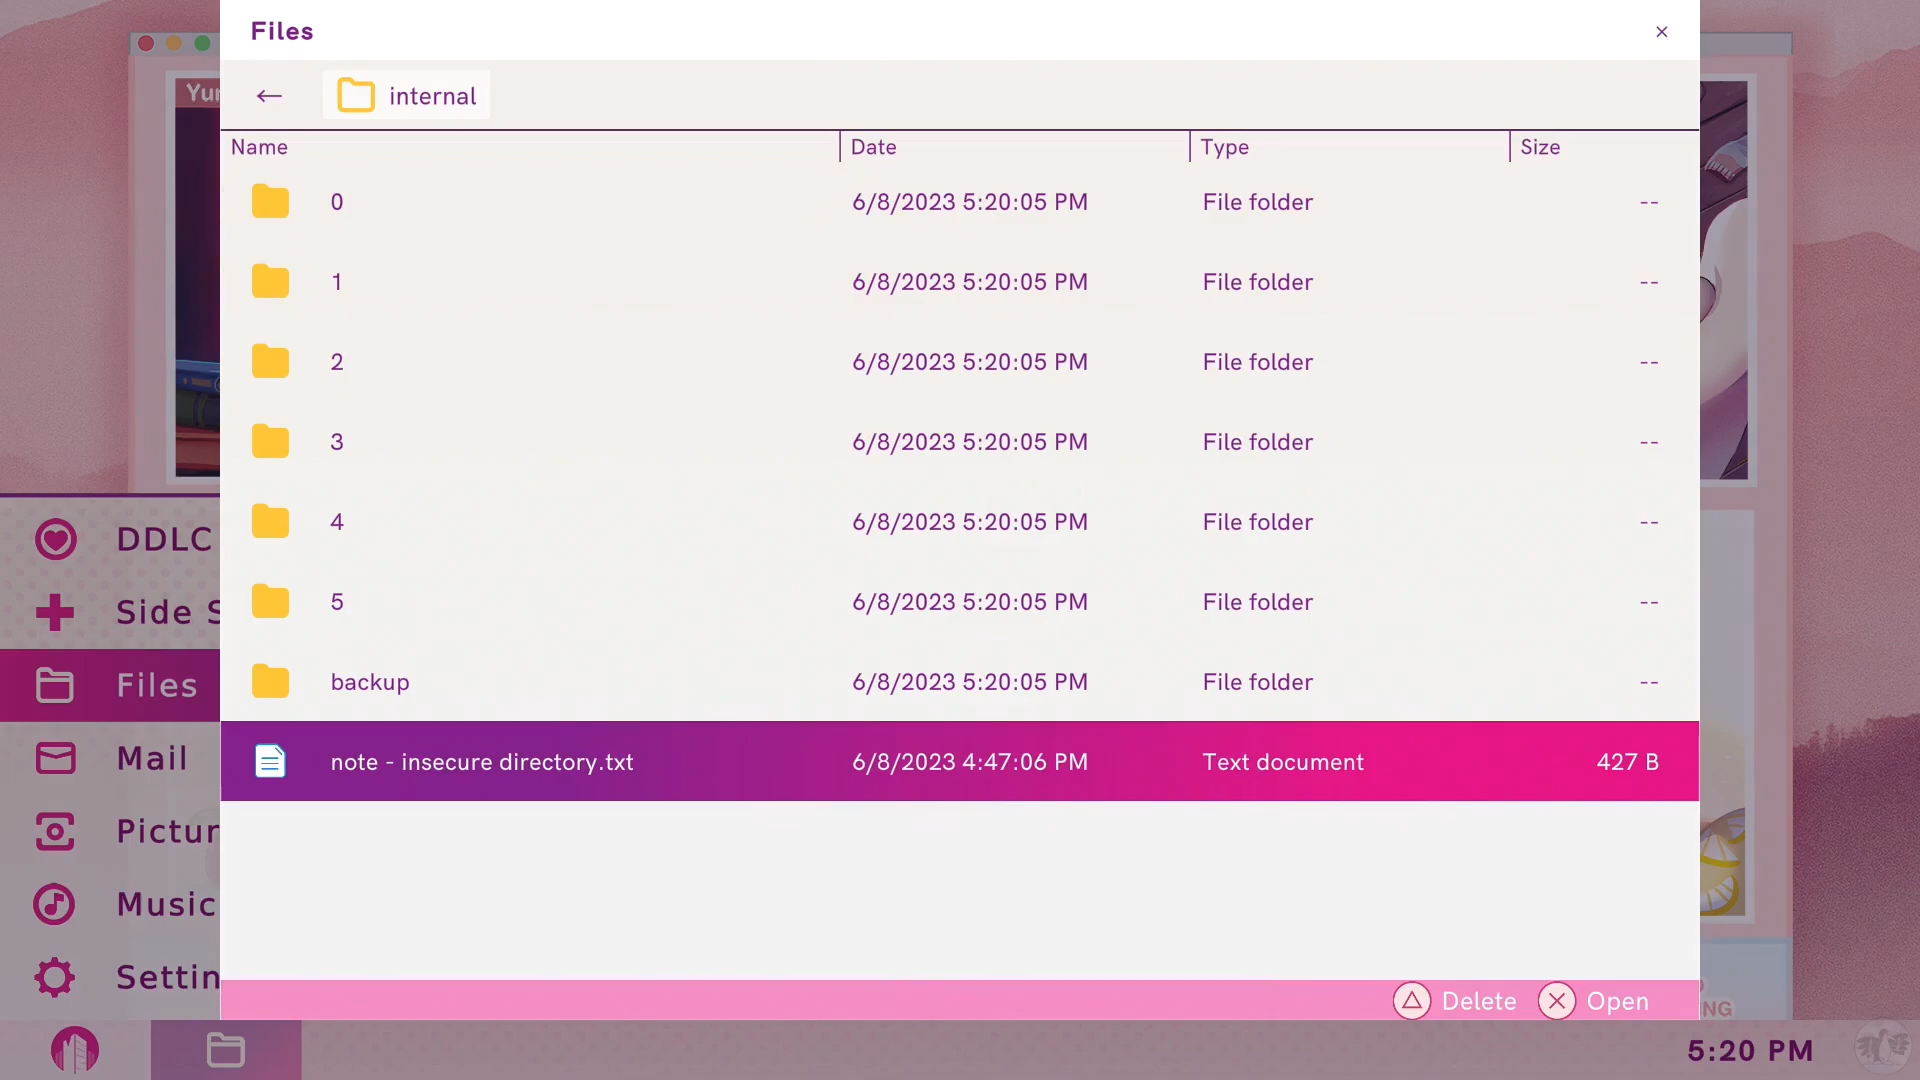 Files
×
Yur
← internal
Name Date Type Size
0 6/8/2023 5:20:05 PM File folder --
1 6/8/2023 5:20:05 PM File folder --
2 6/8/2023 5:20:05 PM File folder --
3 6/8/2023 5:20:05 PM File folder --
4 6/8/2023 5:20:05 PM File folder --
5 6/8/2023 5:20:05 PM File folder --
backup 6/8/2023 5:20:05 PM File folder --
note - insecure directory.txt 6/8/2023 4:47:06 PM Text document 427 B
DDLC
Side S
Files
Mail
Pictur
Music
Settin
Delete Open
NG
5:20 PM